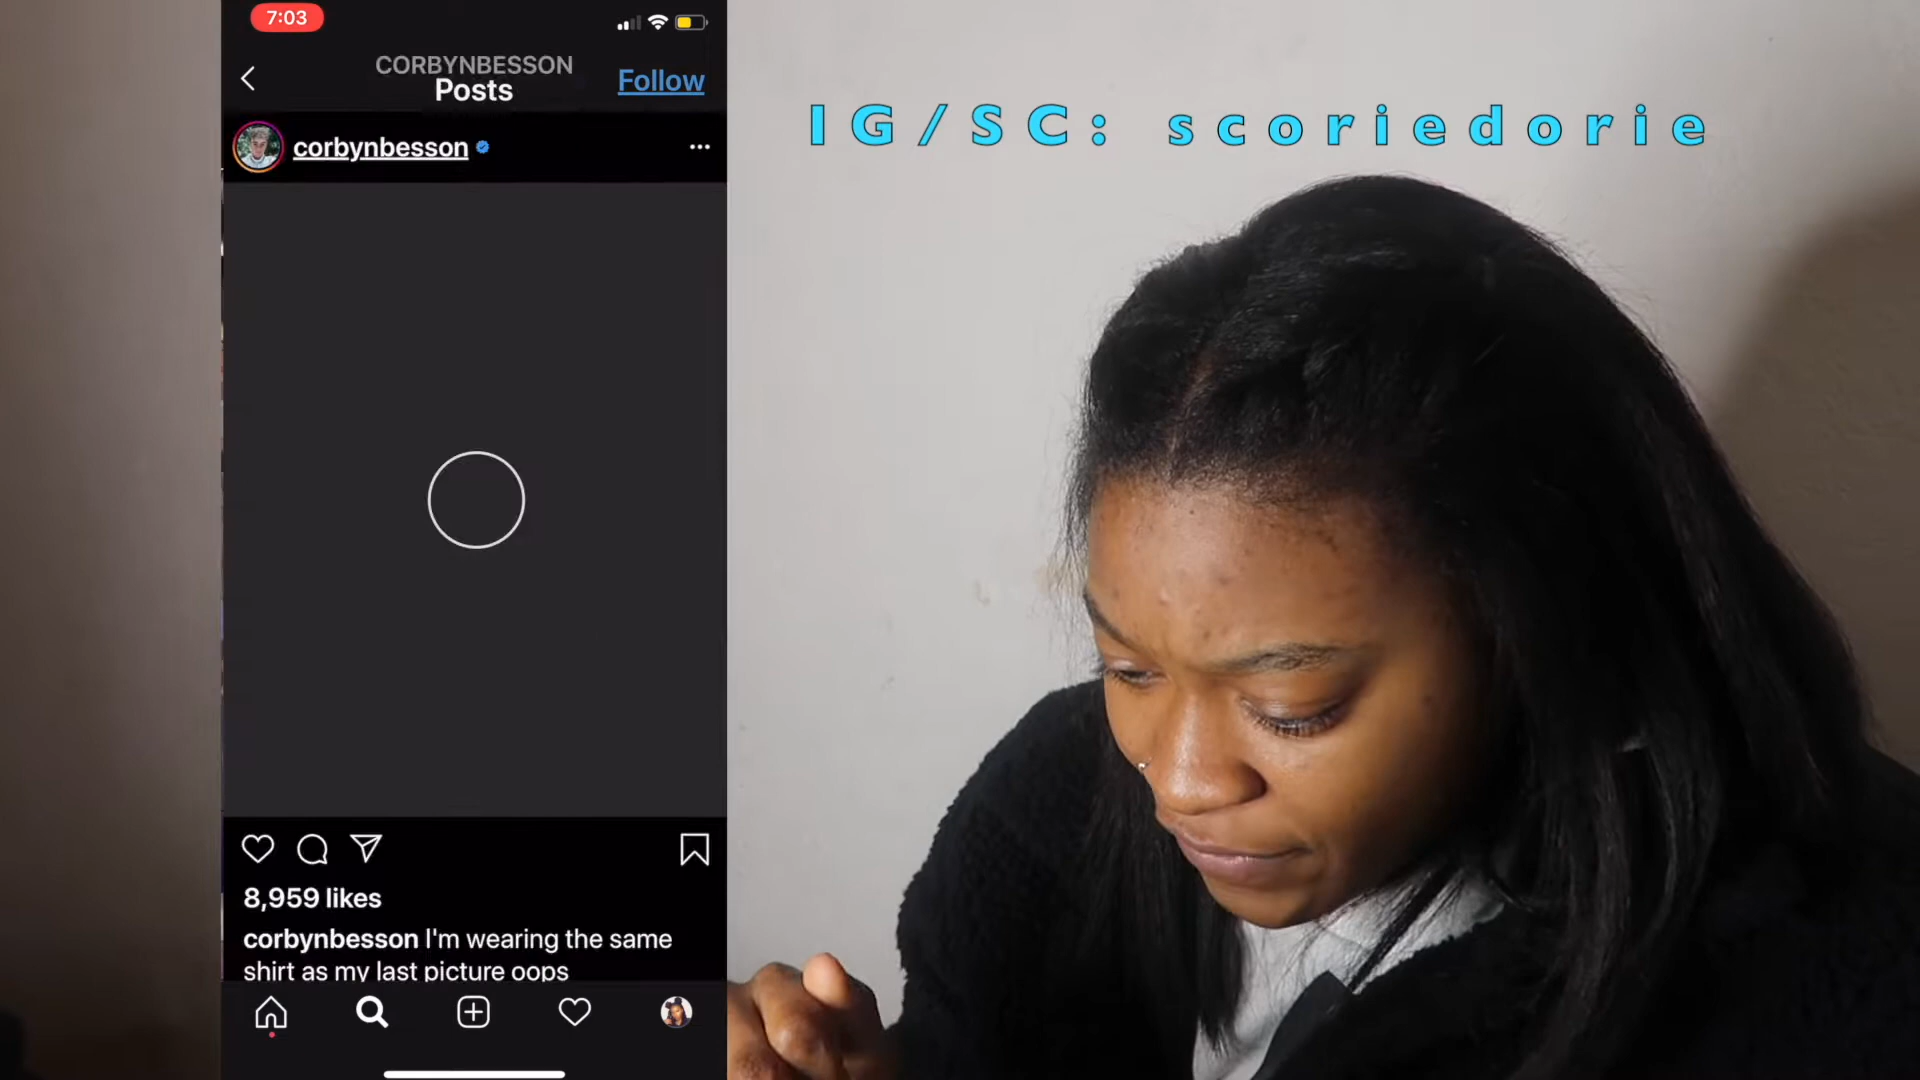 7:03
CORBYNBESSON
Posts
Follow
corbynbesson
8,959 likes
corbynbesson I'm wearing the same
shirt as my last picture oops
IG/SC: scoriedorie